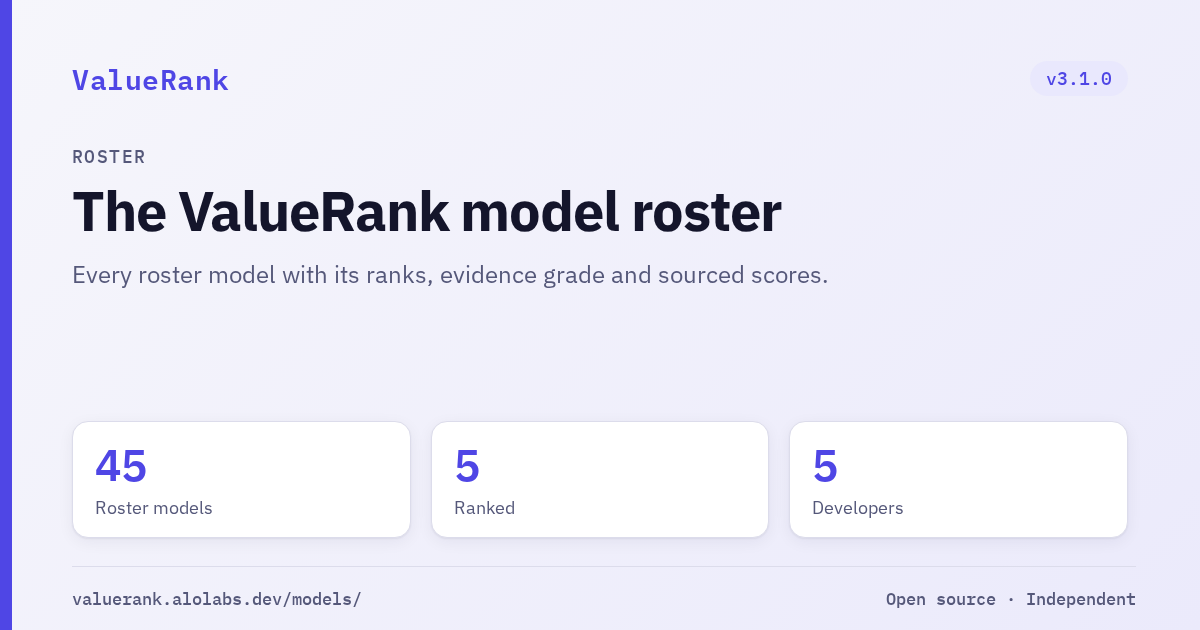 ValueRank
v3.1.0
ROSTER
The ValueRank model roster
Every roster model with its ranks, evidence grade and sourced scores.
45
Roster models
5
Ranked
5
Developers
valuerank.alolabs.dev/models/
Open source · Independent